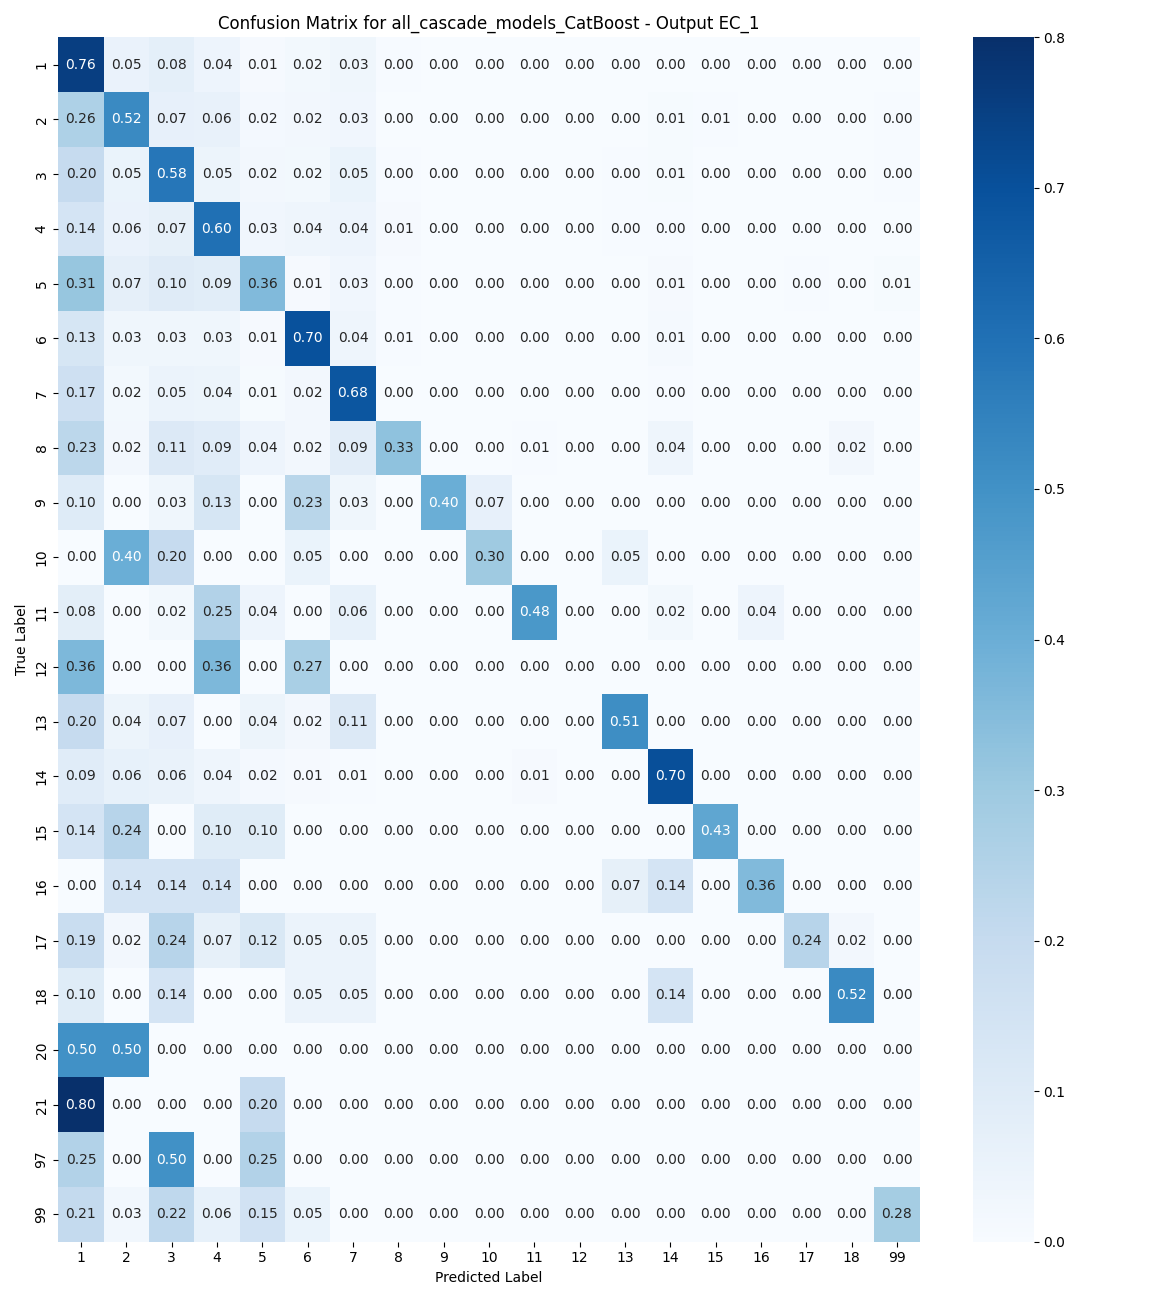 Confusion Matrix for all_cascade_models_CatBoost - Output EC_1
1 0.76 0.05 0.08 0.04 0.01 0.02 0.03 0.00 0.00 0.00 0.00 0.00 0.00 0.00 0.00 0.00 0.00 0.00 0.00
2 0.26 0.52 0.07 0.06 0.02 0.02 0.03 0.00 0.00 0.00 0.00 0.00 0.00 0.01 0.01 0.00 0.00 0.00 0.00
3 0.20 0.05 0.58 0.05 0.02 0.02 0.05 0.00 0.00 0.00 0.00 0.00 0.00 0.01 0.00 0.00 0.00 0.00 0.00
4 0.14 0.06 0.07 0.60 0.03 0.04 0.04 0.01 0.00 0.00 0.00 0.00 0.00 0.00 0.00 0.00 0.00 0.00 0.00
5 0.31 0.07 0.10 0.09 0.36 0.01 0.03 0.00 0.00 0.00 0.00 0.00 0.00 0.01 0.00 0.00 0.00 0.00 0.01
6 0.13 0.03 0.03 0.03 0.01 0.70 0.04 0.01 0.00 0.00 0.00 0.00 0.00 0.01 0.00 0.00 0.00 0.00 0.00
7 0.17 0.02 0.05 0.04 0.01 0.02 0.68 0.00 0.00 0.00 0.00 0.00 0.00 0.00 0.00 0.00 0.00 0.00 0.00
8 0.23 0.02 0.11 0.09 0.04 0.02 0.09 0.33 0.00 0.00 0.01 0.00 0.00 0.04 0.00 0.00 0.00 0.02 0.00
9 0.10 0.00 0.03 0.13 0.00 0.23 0.03 0.00 0.40 0.07 0.00 0.00 0.00 0.00 0.00 0.00 0.00 0.00 0.00
10 0.00 0.40 0.20 0.00 0.00 0.05 0.00 0.00 0.00 0.30 0.00 0.00 0.05 0.00 0.00 0.00 0.00 0.00 0.00
11 0.08 0.00 0.02 0.25 0.04 0.00 0.06 0.00 0.00 0.00 0.48 0.00 0.00 0.02 0.00 0.04 0.00 0.00 0.00
12 0.36 0.00 0.00 0.36 0.00 0.27 0.00 0.00 0.00 0.00 0.00 0.00 0.00 0.00 0.00 0.00 0.00 0.00 0.00
13 0.20 0.04 0.07 0.00 0.04 0.02 0.11 0.00 0.00 0.00 0.00 0.00 0.51 0.00 0.00 0.00 0.00 0.00 0.00
14 0.09 0.06 0.06 0.04 0.02 0.01 0.01 0.00 0.00 0.00 0.01 0.00 0.00 0.70 0.00 0.00 0.00 0.00 0.00
15 0.14 0.24 0.00 0.10 0.10 0.00 0.00 0.00 0.00 0.00 0.00 0.00 0.00 0.00 0.43 0.00 0.00 0.00 0.00
16 0.00 0.14 0.14 0.14 0.00 0.00 0.00 0.00 0.00 0.00 0.00 0.00 0.07 0.14 0.00 0.36 0.00 0.00 0.00
17 0.19 0.02 0.24 0.07 0.12 0.05 0.05 0.00 0.00 0.00 0.00 0.00 0.00 0.00 0.00 0.00 0.24 0.02 0.00
18 0.10 0.00 0.14 0.00 0.00 0.05 0.05 0.00 0.00 0.00 0.00 0.00 0.00 0.14 0.00 0.00 0.00 0.52 0.00
20 0.50 0.50 0.00 0.00 0.00 0.00 0.00 0.00 0.00 0.00 0.00 0.00 0.00 0.00 0.00 0.00 0.00 0.00 0.00
21 0.80 0.00 0.00 0.00 0.20 0.00 0.00 0.00 0.00 0.00 0.00 0.00 0.00 0.00 0.00 0.00 0.00 0.00 0.00
97 0.25 0.00 0.50 0.00 0.25 0.00 0.00 0.00 0.00 0.00 0.00 0.00 0.00 0.00 0.00 0.00 0.00 0.00 0.00
99 0.21 0.03 0.22 0.06 0.15 0.05 0.00 0.00 0.00 0.00 0.00 0.00 0.00 0.00 0.00 0.00 0.00 0.00 0.28
1 2 3 4 5 6 7 8 9 10 11 12 13 14 15 16 17 18 99
Predicted Label
True Label
0.8
0.7
0.6
0.5
0.4
0.3
0.2
0.1
0.0